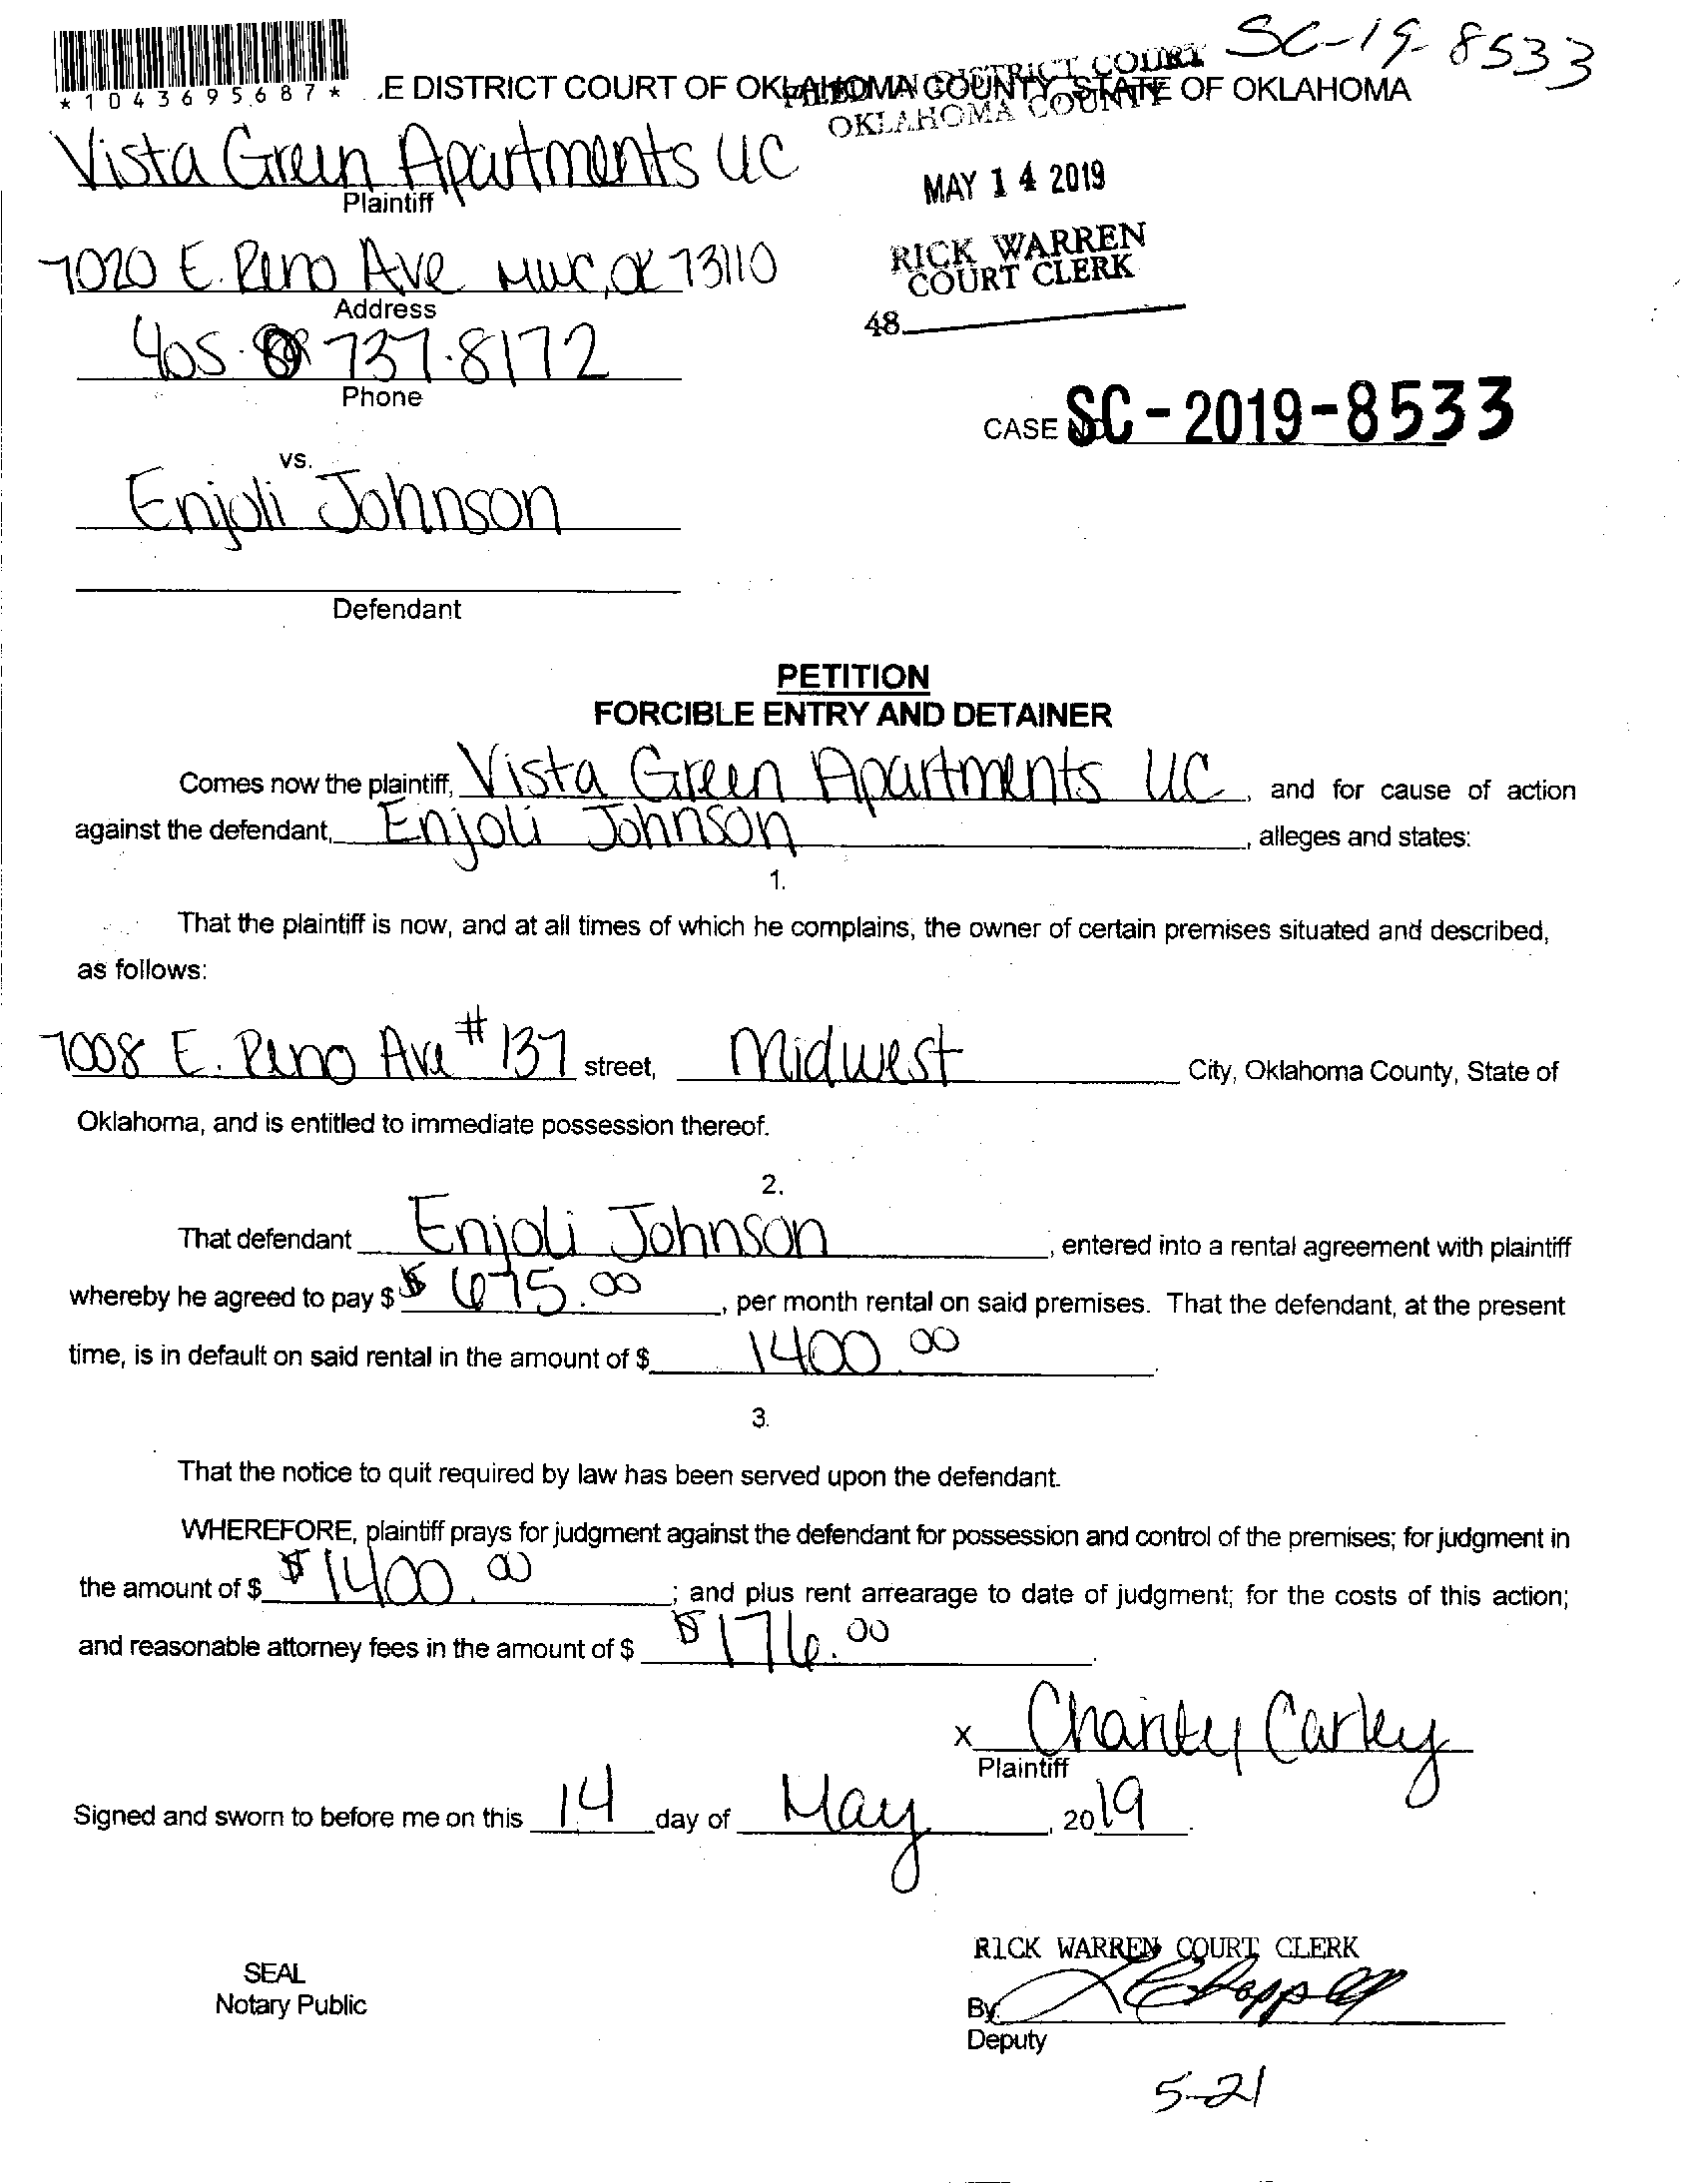 SC-19-8533
*1043695687* .E DISTRICT COURT OF OKLAHOMA COUNTY, STATE OF OKLAHOMA
FILED IN DISTRICT COURT
OKLAHOMA COUNTY
Vista Green Apartments LLC
Plaintiff
MAY 14 2019
7020 E. Reno Ave MWC, OK 73110
Address
RICK WARREN
COURT CLERK
48
405. 737.8172
Phone
CASE NO. SC-2019-8533
vs.
Enjoli Johnson
Defendant
PETITION
FORCIBLE ENTRY AND DETAINER
Comes now the plaintiff, Vista Green Apartments LLC, and for cause of action
against the defendant, Enjoli Johnson, alleges and states:
1.
That the plaintiff is now, and at all times of which he complains, the owner of certain premises situated and described,
as follows:
7008 E. Reno Ave #137 street, Midwest City, Oklahoma County, State of
Oklahoma, and is entitled to immediate possession thereof.
2.
That defendant Enjoli Johnson, entered into a rental agreement with plaintiff
whereby he agreed to pay $ $675.00, per month rental on said premises. That the defendant, at the present
time, is in default on said rental in the amount of $ 1400.00.
3.
That the notice to quit required by law has been served upon the defendant.
WHEREFORE, plaintiff prays for judgment against the defendant for possession and control of the premises; for judgment in
the amount of $ $1400.00; and plus rent arrearage to date of judgment; for the costs of this action;
and reasonable attorney fees in the amount of $ $176.00.
x Charity Carley
Plaintiff
Signed and sworn to before me on this 14 day of May, 2019.
RICK WARREN COURT CLERK
SEAL
Notary Public
By
Deputy
5-21